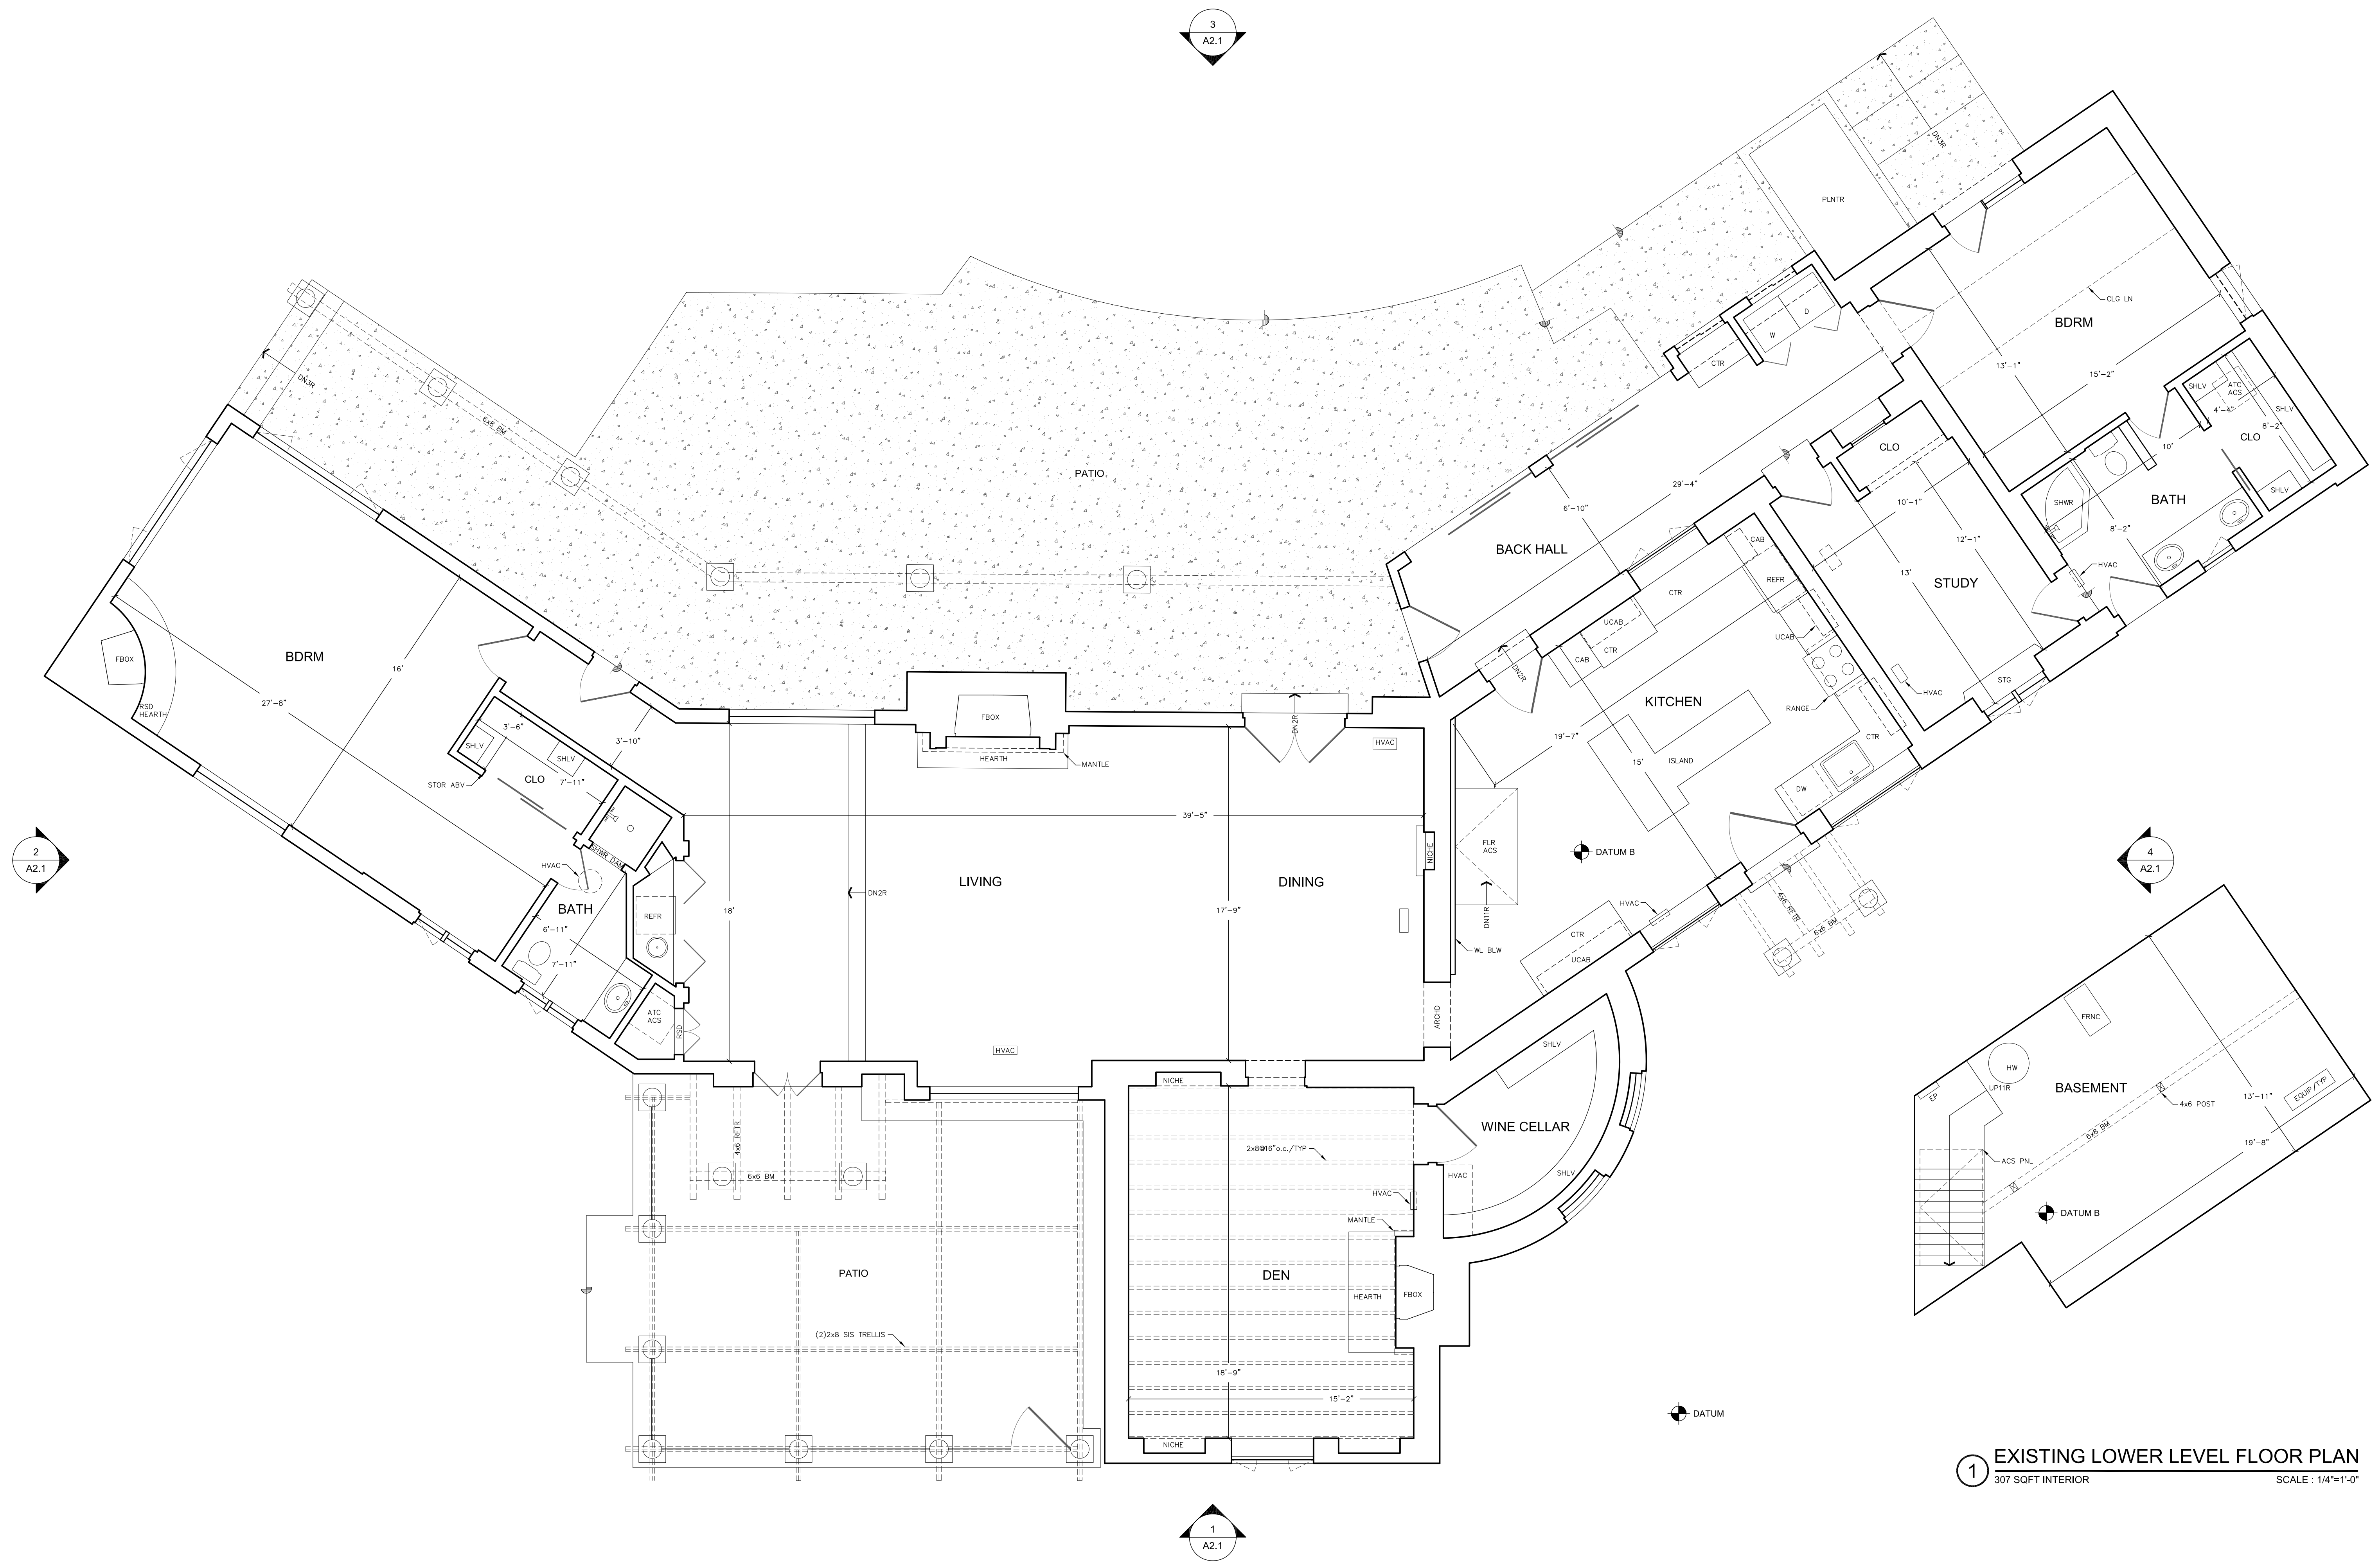 3
A2.1
DN3R
PLNTR
CLG LN
BDRM
13'-1"
15'-2"
D
W
CTR
SHLV
ATC
ACS
SHLV
4'-4"
8'-2"
CLO
10'
SHLV
BATH
SHWR
8'-2"
HVAC
CLO
10'-1"
12'-1"
13'
STUDY
STG
HVAC
29'-4"
6'-10"
BACK HALL
PATIO
6x8 BM
DN3R
BDRM
16'
27'-8"
FBOX
RSD
HEARTH
3'-10"
3'-6"
SHLV
SHLV
CLO
7'-11"
STOR ABV
SHWR DAM
HVAC
BATH
6'-11"
7'-11"
REFR
ATC
ACS
RSD
2
A2.1
FBOX
HEARTH
MANTLE
DN2R
HVAC
39'-5"
LIVING
DINING
DN2R
18'
17'-9"
NICHE
HVAC
ARCHD
WL BLW
FLR
ACS
DN11R
DATUM B
DN2R
CAB
REFR
CTR
UCAB
UCAB
CAB
CTR
KITCHEN
RANGE
19'-7"
15'
ISLAND
CTR
DW
HVAC
CTR
UCAB
4x6 RFTR
6x6 BM
4
A2.1
SHLV
WINE CELLAR
SHLV
HVAC
NICHE
2x8@16"o.c./TYP
HVAC
MANTLE
DEN
HEARTH
FBOX
18'-9"
15'-2"
NICHE
4x6 RFTR
6x6 BM
PATIO
(2)2x8 SIS TRELLIS
FRNC
HW
UP11R
EP
BASEMENT
4x6 POST
6x8 BM
EQUIP/TYP
13'-11"
19'-8"
ACS PNL
DATUM B
DATUM
1
A2.1
1
EXISTING LOWER LEVEL FLOOR PLAN
307 SQFT INTERIOR
SCALE : 1/4"=1'-0"